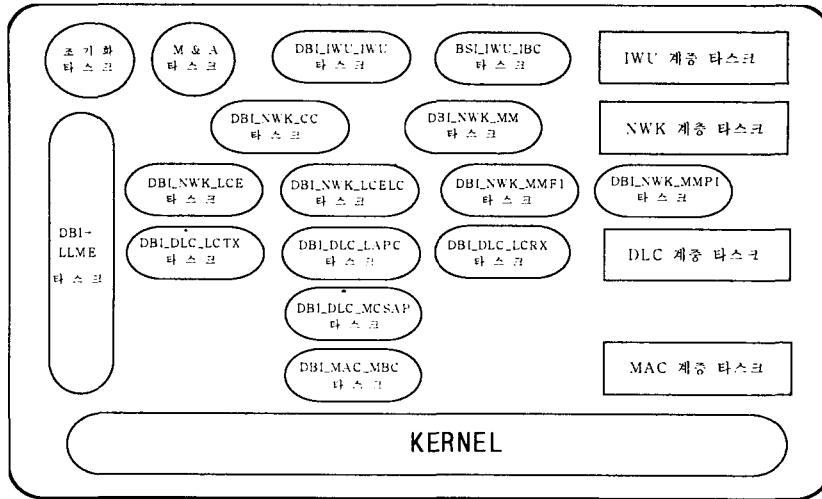 초기화
타스크
M & A
타스크
DBI_IWU_IWU
타스크
BSI_IWU_IBC
타스크
IWU 계층 타스크
DBI_NWK_CC
타스크
DBI_NWK_MM
타스크
NWK 계층 타스크
DBI_NWK_LCE
타스크
DBI_NWK_LCELC
타스크
DBI_NWK_MMFI
타스크
DBI_NWK_MMPI
타스크
DBI-
LLME
타스크
DBI_DLC_LCTX
타스크
DBI_DLC_LAPC
타스크
DBI_DLC_LCRX
타스크
DLC 계층 타스크
DBI_DLC_MCSAP
타스크
DBI_MAC_MBC
타스크
MAC 계층 타스크
KERNEL